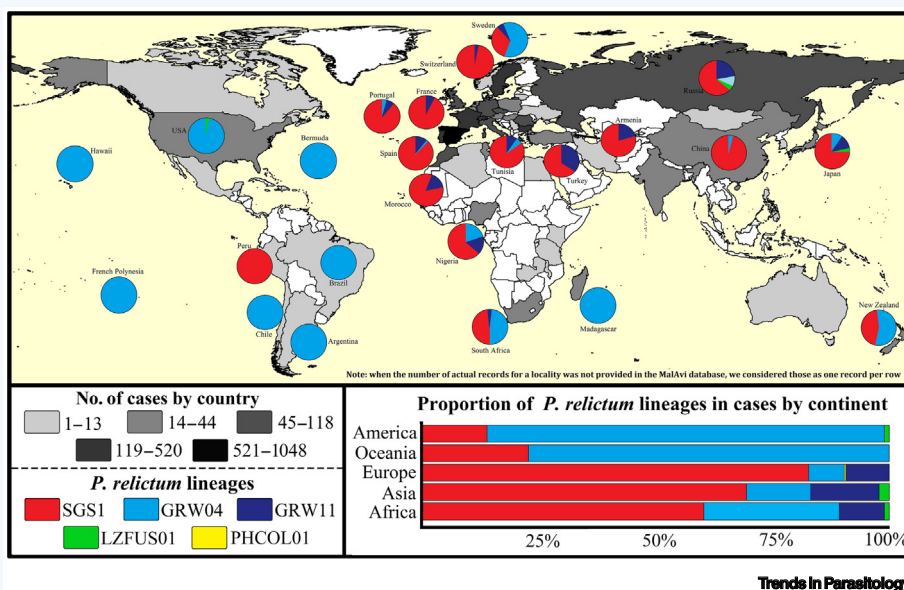 Sweden
Switzerland
Russia
Portugal
France
Armenia
USA
Bermuda
China
Hawaii
Spain
Tunisia
Japan
Turkey
Morocco
Peru
Nigeria
French Polynesia
Brazil
New Zealand
Chile
Madagascar
Argentina
South Africa
Note: when the number of actual records for a locality was not provided in the MalAvi database, we considered those as one record per row
No. of cases by country
1–13
14–44
45–118
119–520
521–1048
P. relictum lineages
SGS1
GRW04
GRW11
LZFUS01
PHCOL01
Proportion of P. relictum lineages in cases by continent
America
Oceania
Europe
Asia
Africa
25%
50%
75%
100%
Trends in Parasitology